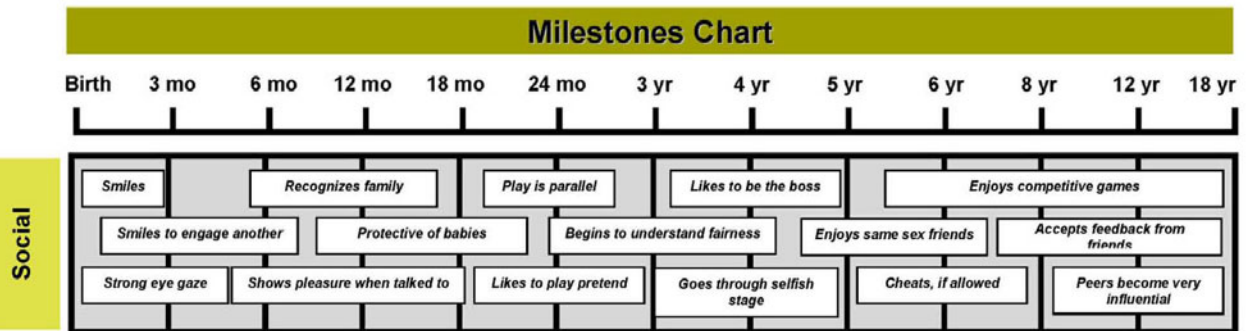 Milestones Chart
Birth 3 mo 6 mo 12 mo 18 mo 24 mo 3 yr 4 yr 5 yr 6 yr 8 yr 12 yr 18 yr
Social
Smiles
Recognizes family
Play is parallel
Likes to be the boss
Enjoys competitive games
Smiles to engage another
Protective of babies
Begins to understand fairness
Enjoys same sex friends
Accepts feedback from
friends
Strong eye gaze
Shows pleasure when talked to
Likes to play pretend
Goes through selfish
stage
Cheats, if allowed
Peers become very
influential